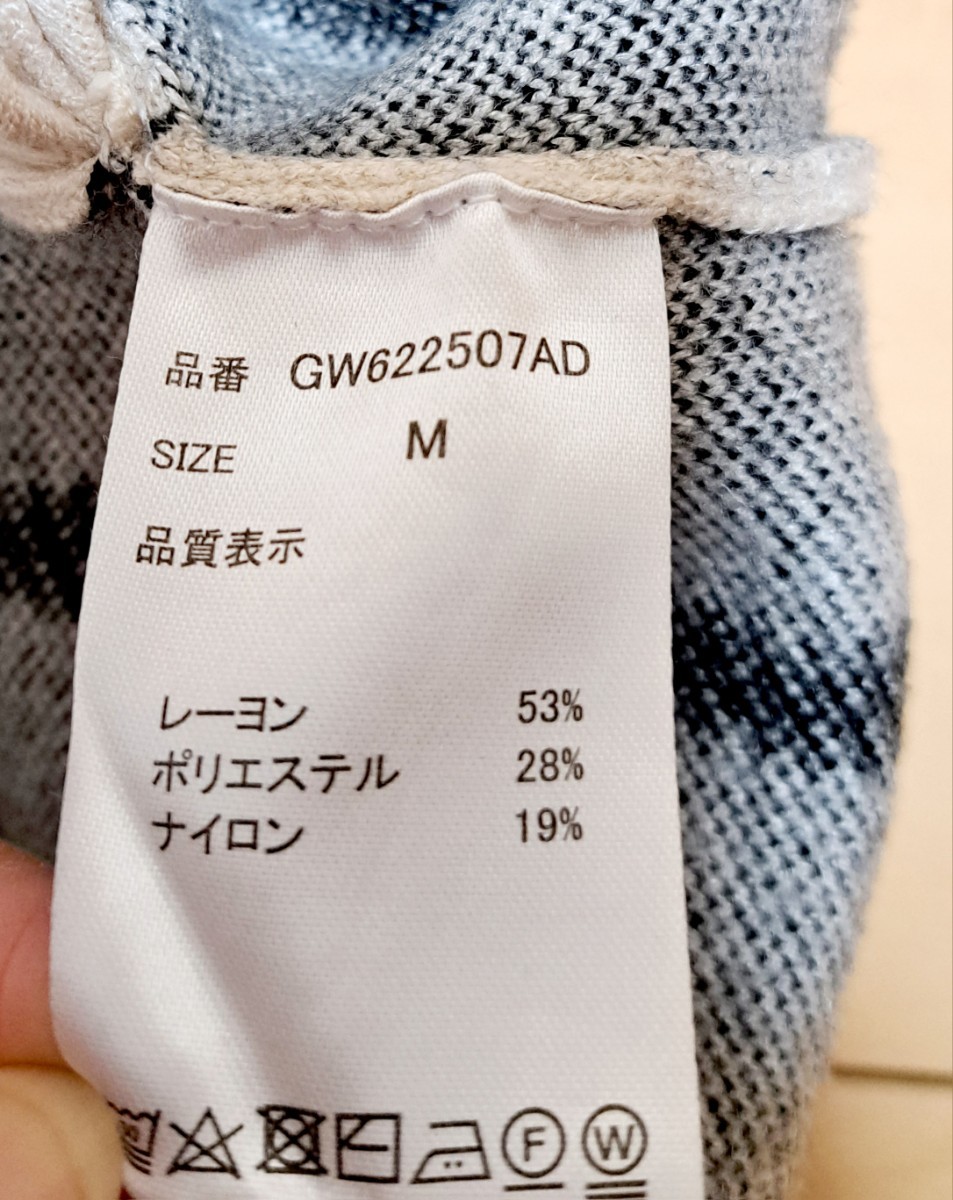 品番 GW622507AD
SIZE M
品質表示
レーヨン 53%
ポリエステル 28%
ナイロン 19%
F W